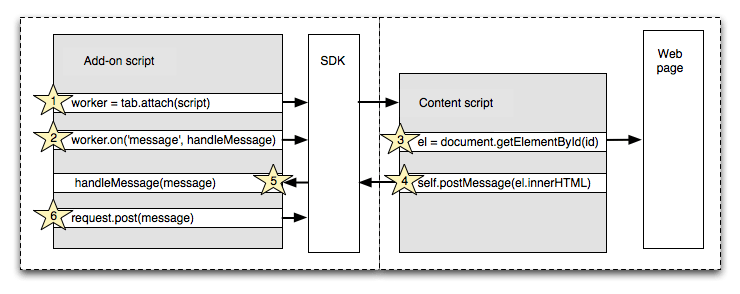 Add-on script
SDK
Web
page
1 worker = tab.attach(script)
Content script
2 worker.on('message', handleMessage)
3 el = document.getElementById(id)
handleMessage(message) 5
4 self.postMessage(el.innerHTML)
6 request.post(message)